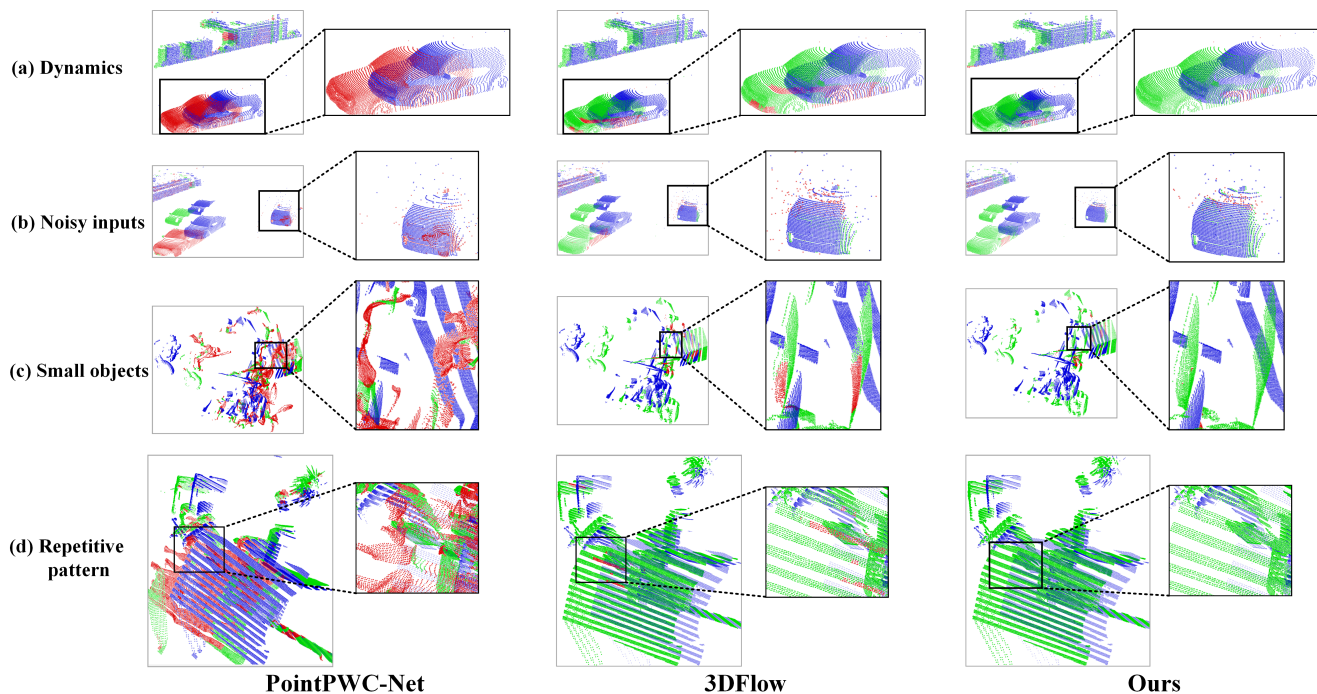 (a) Dynamics
(b) Noisy inputs
(c) Small objects
(d) Repetitive
pattern
PointPWC-Net
3DFlow
Ours